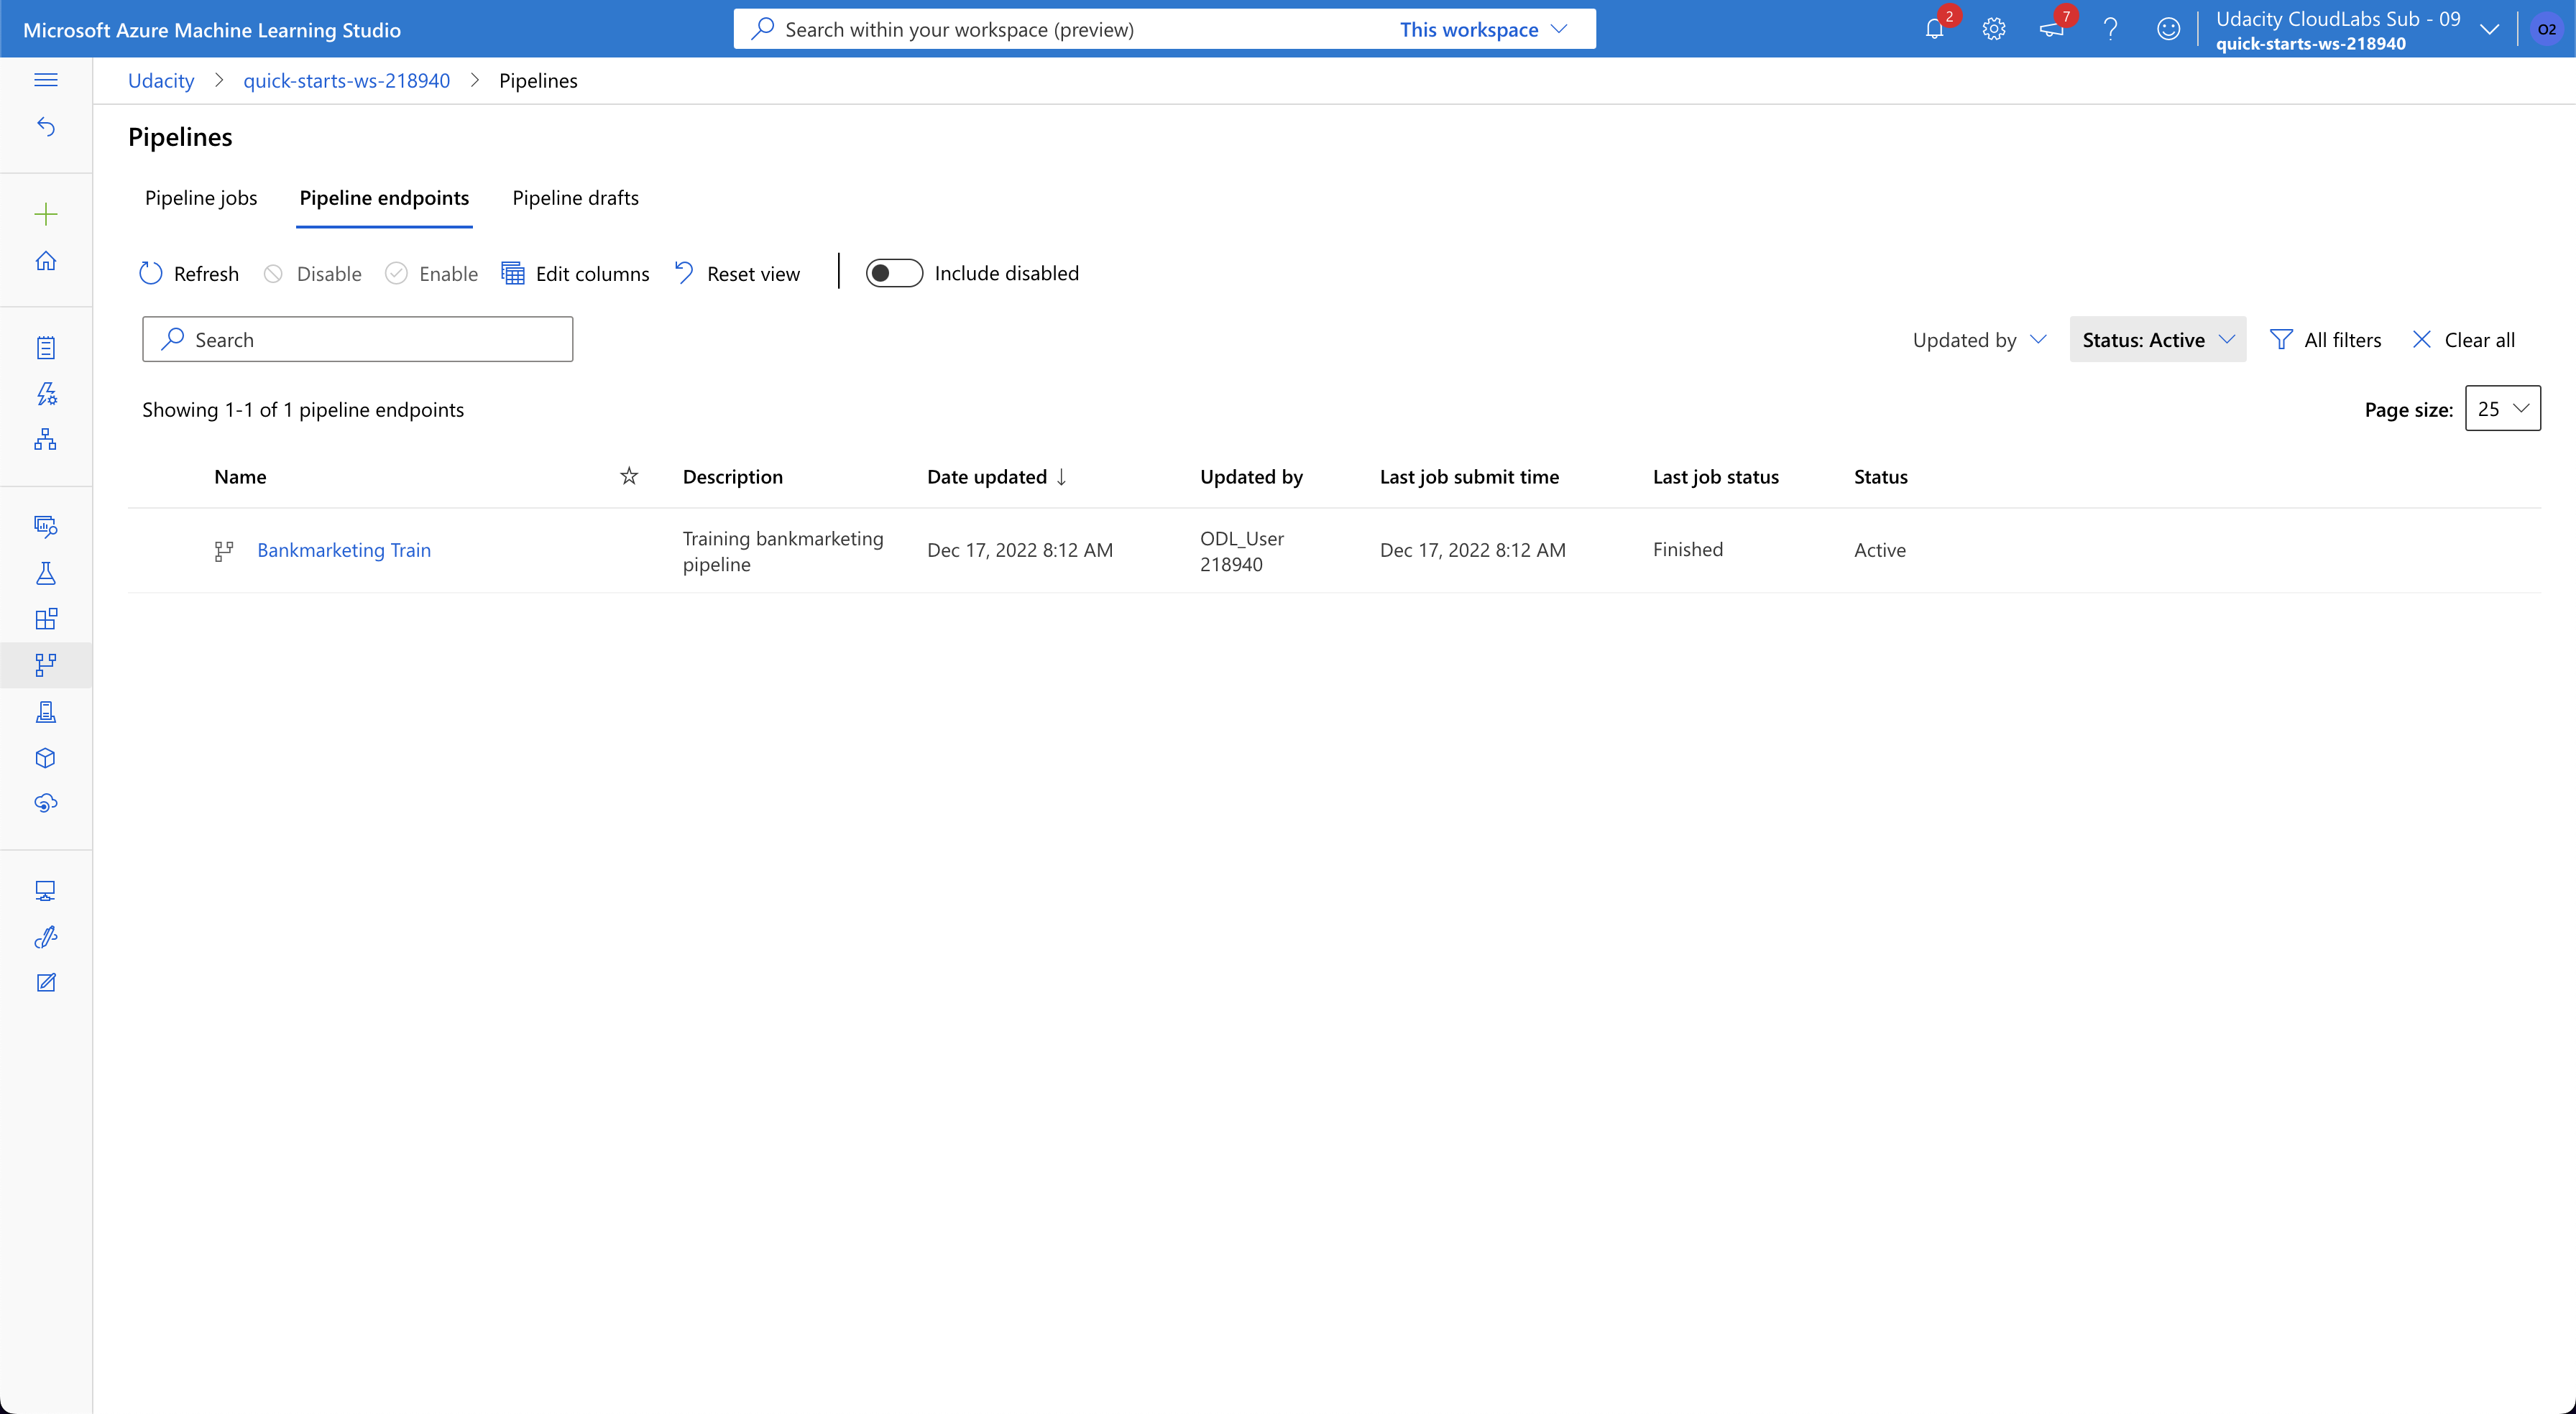 Microsoft Azure Machine Learning Studio
Search within your workspace (preview)
This workspace
2
7
Udacity CloudLabs Sub - 09
quick-starts-ws-218940
O2
Udacity > quick-starts-ws-218940 > Pipelines
Pipelines
Pipeline jobs Pipeline endpoints Pipeline drafts
Refresh Disable Enable Edit columns Reset view Include disabled
Search
Updated by Status: Active All filters Clear all
Showing 1-1 of 1 pipeline endpoints
Page size: 25
Name Description Date updated ↓ Updated by Last job submit time Last job status Status
Bankmarketing Train
Training bankmarketing
pipeline
Dec 17, 2022 8:12 AM
ODL_User
218940
Dec 17, 2022 8:12 AM
Finished
Active